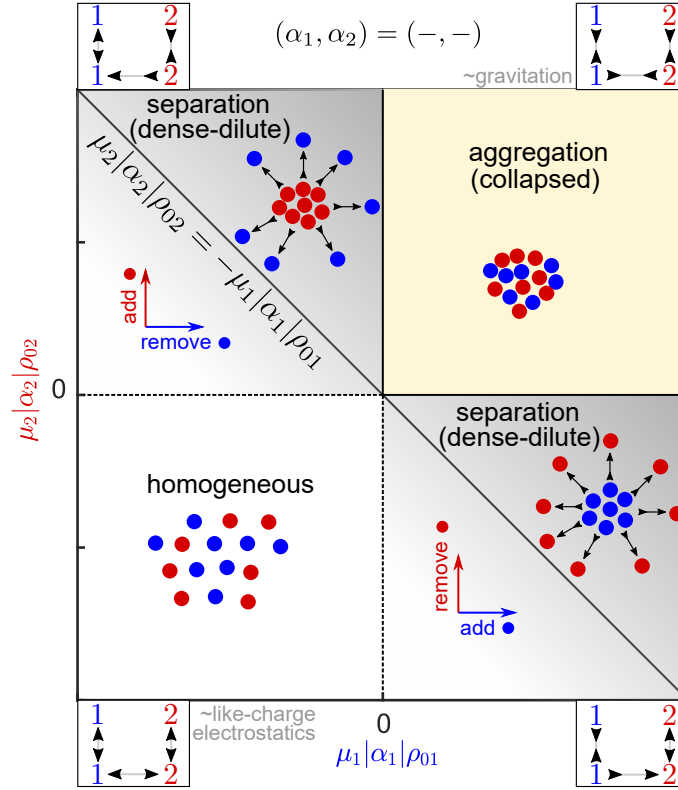 1 2
(α₁, α₂) = (−, −)
1 2
1 2
1 2
~gravitation
separation
(dense-dilute)
aggregation
(collapsed)
μ₂|α₂|ρ₀₂ = −μ₁|α₁|ρ₀₁
add
remove
μ₂|α₂|ρ₀₂
0
separation
(dense-dilute)
homogeneous
remove
add
1 2
~like-charge
electrostatics
1 2
0
μ₁|α₁|ρ₀₁
1 2
1 2